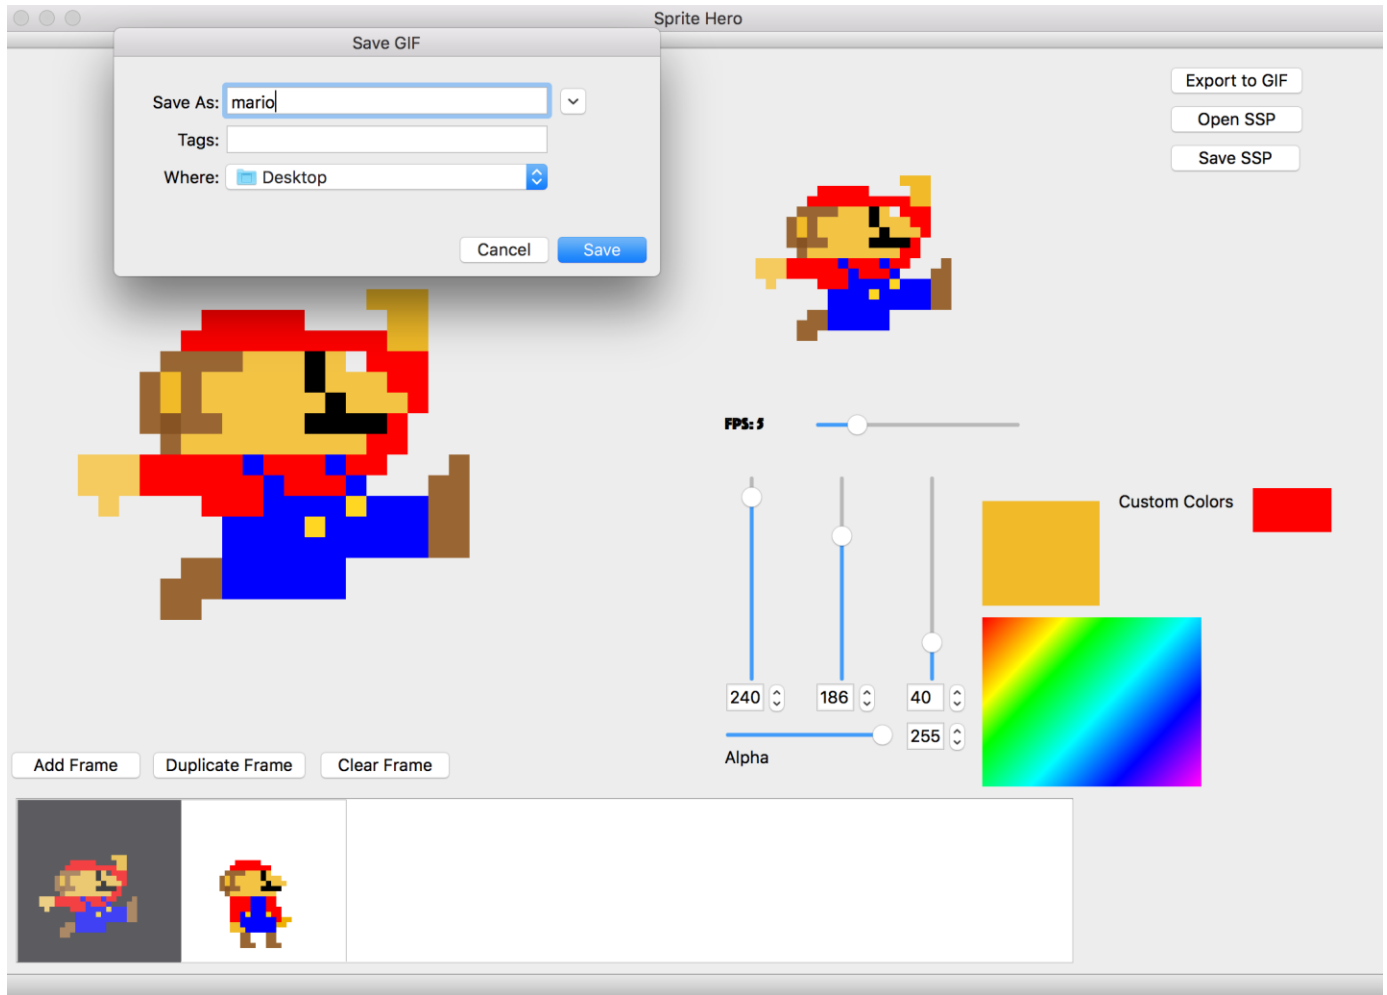 Sprite Hero
Save GIF
Save As: mario
Tags:
Where: Desktop
Cancel Save
Export to GIF
Open SSP
Save SSP
FPS: 5
Custom Colors
240 186 40
255
Alpha
Add Frame Duplicate Frame Clear Frame